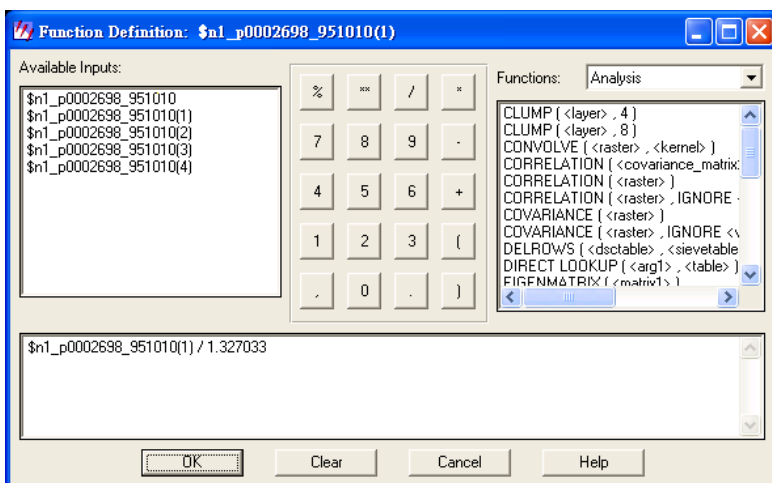 Function Definition: $n1_p0002698_951010(1)
Available Inputs:
$n1_p0002698_951010
$n1_p0002698_951010(1)
$n1_p0002698_951010(2)
$n1_p0002698_951010(3)
$n1_p0002698_951010(4)
% ** / *
7 8 9 -
4 5 6 +
1 2 3 (
, 0 . )
Functions: Analysis
CLUMP ( <layer> , 4 )
CLUMP ( <layer> , 8 )
CONVOLVE ( <raster> , <kernel> )
CORRELATION ( <covariance_matrix
CORRELATION ( <raster> )
CORRELATION ( <raster> , IGNORE <
COVARIANCE ( <raster> )
COVARIANCE ( <raster> , IGNORE <v
DELROWS ( <dsctable> , <sievetable
DIRECT LOOKUP ( <arg1> , <table> )
EIGENMATRIX ( <matrix1> )
$n1_p0002698_951010(1) / 1.327033
OK Clear Cancel Help